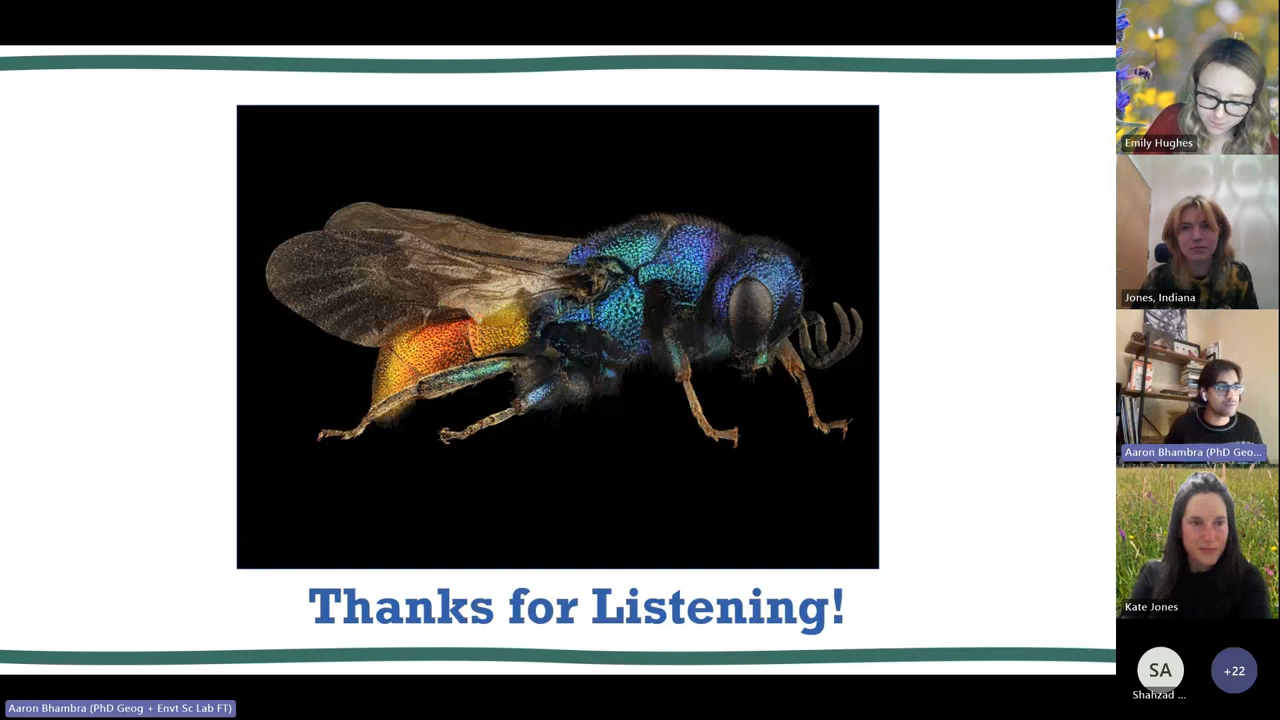 Thanks for Listening!
Aaron Bhambra (PhD Geog + Envt Sc Lab FT)
Emily Hughes
Jones, Indiana
Aaron Bhambra (PhD Geo...
Kate Jones
SA
Shahzad ...
+22